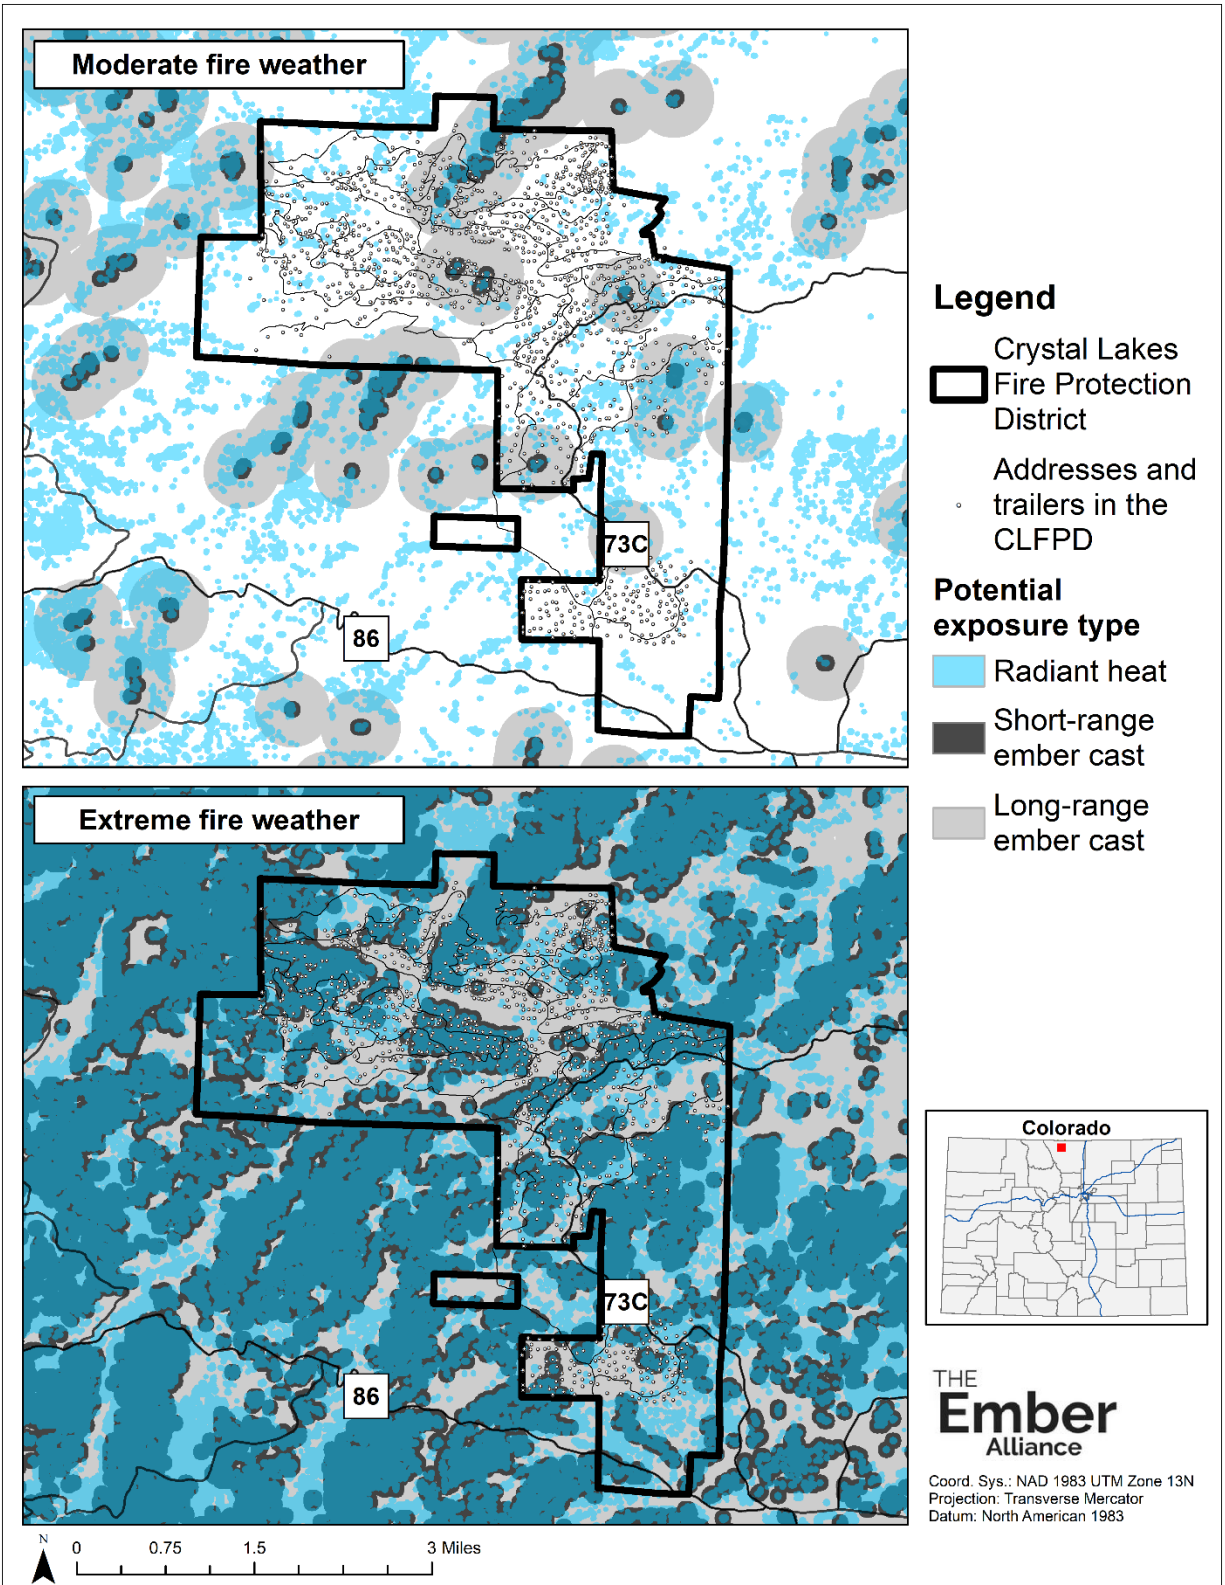 Moderate fire weather
73C
86
Extreme fire weather
73C
86
N
0 0.75 1.5 3 Miles
Legend
Crystal Lakes
Fire Protection
District
Addresses and
trailers in the
CLFPD
Potential
exposure type
Radiant heat
Short-range
ember cast
Long-range
ember cast
Colorado
THE
Ember
Alliance
Coord. Sys.: NAD 1983 UTM Zone 13N
Projection: Transverse Mercator
Datum: North American 1983